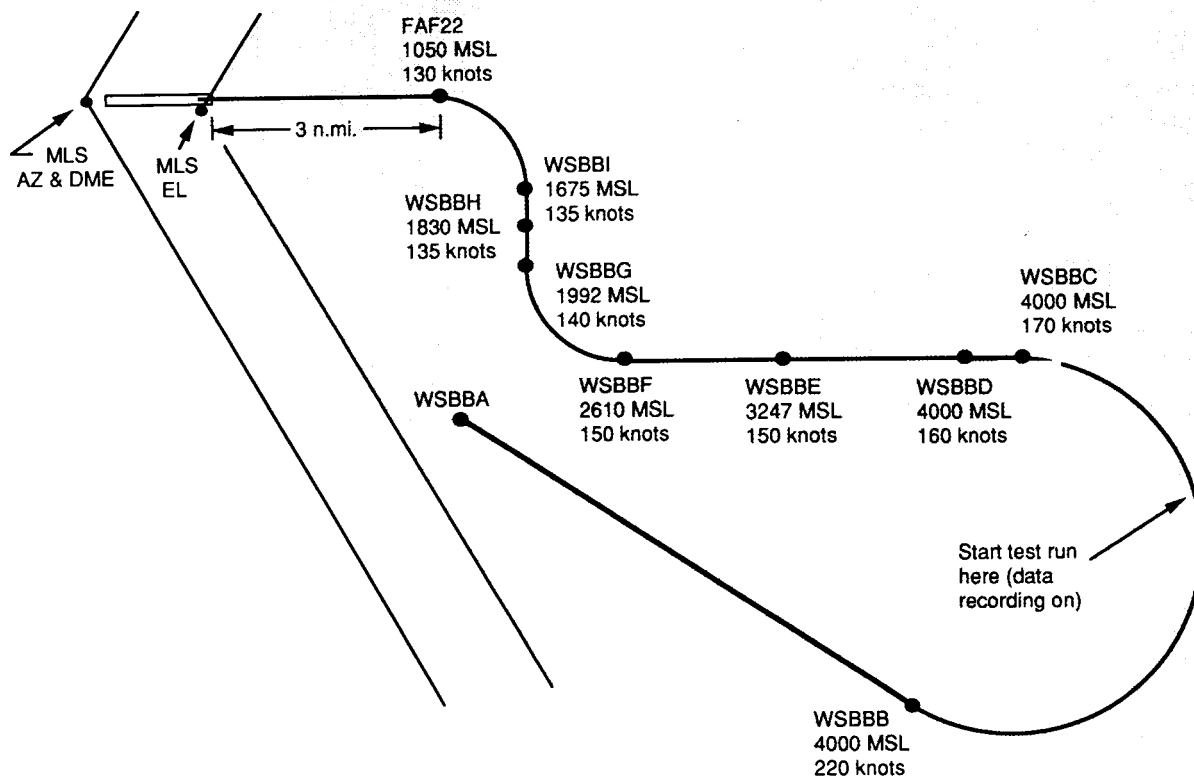 FAF22
1050 MSL
130 knots
3 n.mi.
MLS
AZ & DME
MLS
EL
WSBBI
1675 MSL
135 knots
WSBBH
1830 MSL
135 knots
WSBBG
1992 MSL
140 knots
WSBBC
4000 MSL
170 knots
WSBBA
WSBBF
2610 MSL
150 knots
WSBBE
3247 MSL
150 knots
WSBBD
4000 MSL
160 knots
Start test run
here (data
recording on)
WSBBB
4000 MSL
220 knots